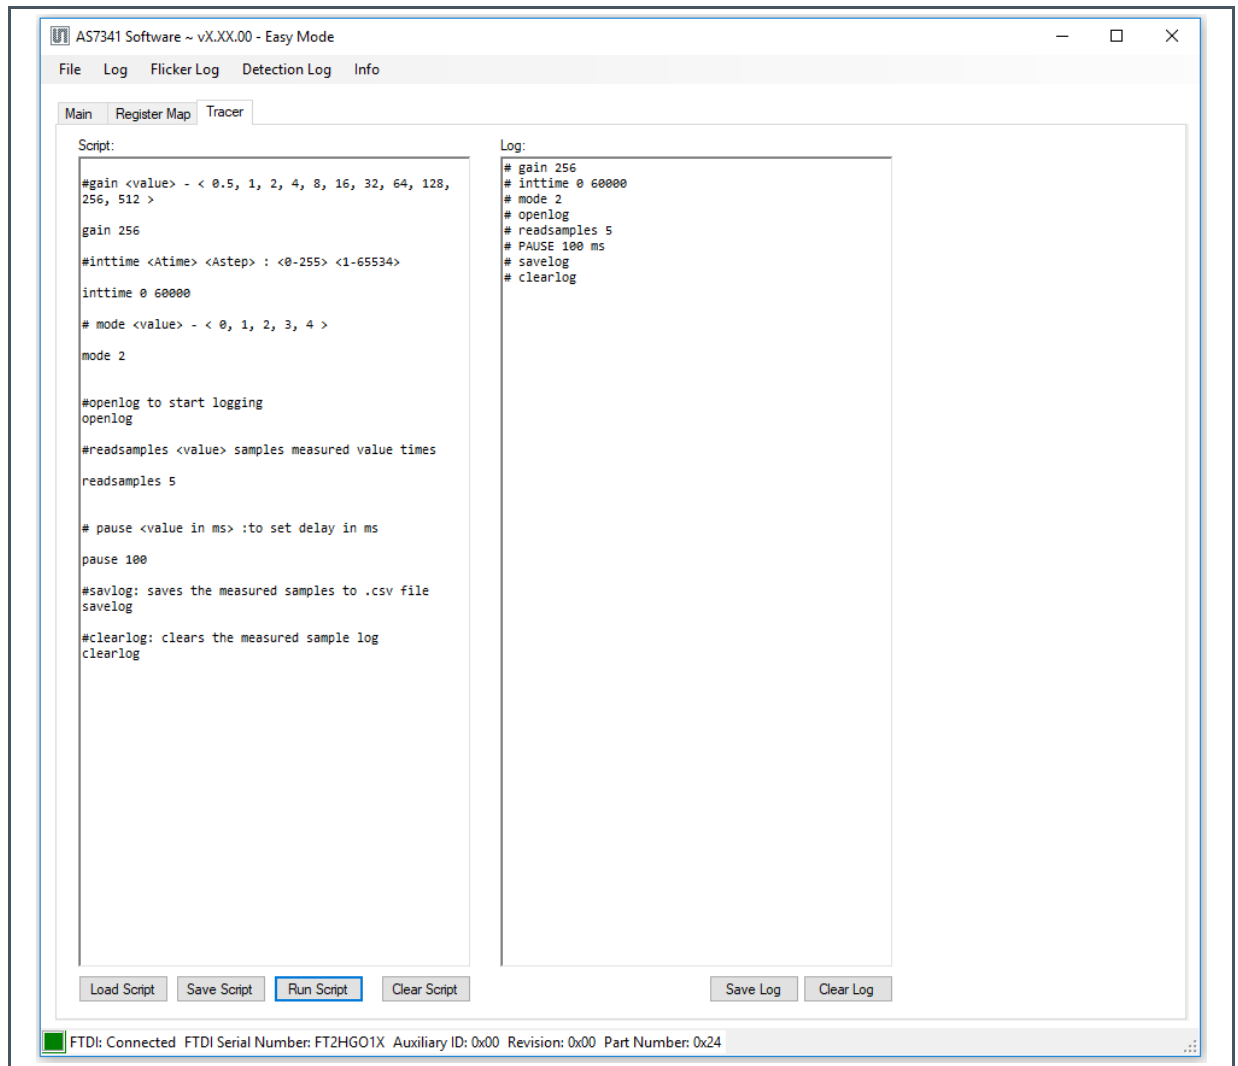 AS7341 Software ~ vX.XX.00 - Easy Mode
File Log Flicker Log Detection Log Info
Main Register Map Tracer
Script:
#gain <value> - < 0.5, 1, 2, 4, 8, 16, 32, 64, 128,
256, 512 >
gain 256
#inttime <Atime> <Astep> : <0-255> <1-65534>
inttime 0 60000
# mode <value> - < 0, 1, 2, 3, 4 >
mode 2
#openlog to start logging
openlog
#readsamples <value> samples measured value times
readsamples 5
# pause <value in ms> :to set delay in ms
pause 100
#savlog: saves the measured samples to .csv file
savelog
#clearlog: clears the measured sample log
clearlog
Load Script Save Script Run Script Clear Script
Log:
# gain 256
# inttime 0 60000
# mode 2
# openlog
# readsamples 5
# PAUSE 100 ms
# savelog
# clearlog
Save Log Clear Log
FTDI: Connected FTDI Serial Number: FT2HGO1X Auxiliary ID: 0x00 Revision: 0x00 Part Number: 0x24